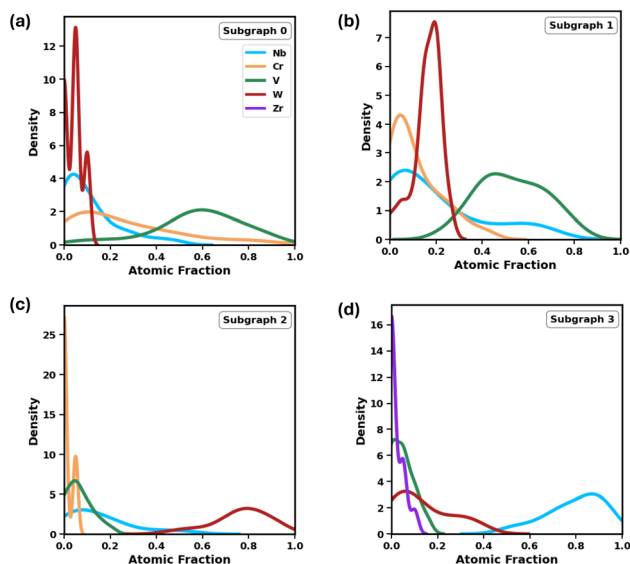 (a)
Subgraph 0
Nb
Cr
V
W
Zr
12
10
8
6
4
2
0
Density
0.0 0.2 0.4 0.6 0.8 1.0
Atomic Fraction
(b)
Subgraph 1
7
6
5
4
3
2
1
0
Density
0.0 0.2 0.4 0.6 0.8 1.0
Atomic Fraction
(c)
Subgraph 2
25
20
15
10
5
0
Density
0.0 0.2 0.4 0.6 0.8 1.0
Atomic Fraction
(d)
Subgraph 3
16
14
12
10
8
6
4
2
0
Density
0.0 0.2 0.4 0.6 0.8 1.0
Atomic Fraction